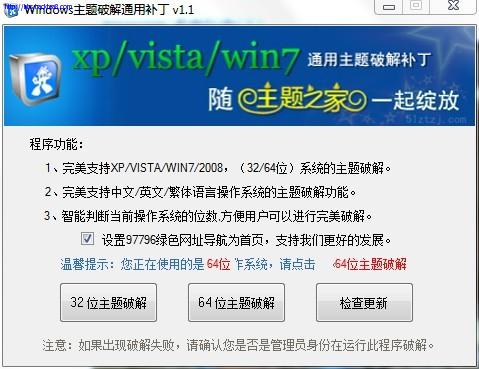 Windows主题破解通用补丁 v1.1
xp/vista/win7 通用主题破解补丁
随 主题之家 一起绽放
51ztzj.com
程序功能：
1、完美支持XP/VISTA/WIN7/2008，（32/64位）系统的主题破解。
2、完美支持中文/英文/繁体语言操作系统的主题破解功能。
3、智能判断当前操作系统的位数,方便用户可以进行完美破解。
设置97796绿色网址导航为首页，支持我们更好的发展。
温馨提示：您正在使用的是 64位 作系统，请点击 64位主题破解
32 位主题破解 64 位主题破解 检查更新
注意：如果出现破解失败，请确认您是否是管理员身份在运行此程序破解。